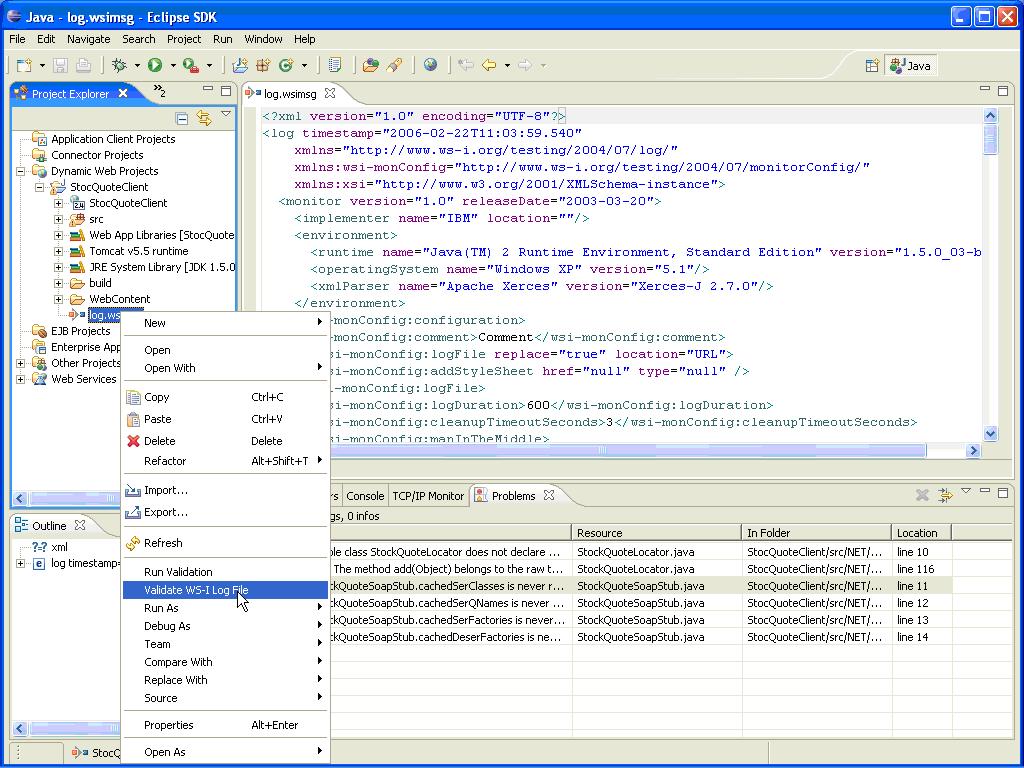 Java - log.wsimsg - Eclipse SDK
File Edit Navigate Search Project Run Window Help
Java
Project Explorer
»2
log.wsimsg
Application Client Projects
Connector Projects
Dynamic Web Projects
StocQuoteClient
StocQuoteClient
src
Web App Libraries [StocQuote
Tomcat v5.5 runtime
JRE System Library [JDK 1.5.0
build
WebContent
log.ws
EJB Projects
Enterprise App
Other Projects
Web Services
<?xml version="1.0" encoding="UTF-8"?>
<log timestamp="2006-02-22T11:03:59.540"
xmlns="http://www.ws-i.org/testing/2004/07/log/"
xmlns:wsi-monConfig="http://www.ws-i.org/testing/2004/07/monitorConfig/"
xmlns:xsi="http://www.w3.org/2001/XMLSchema-instance">
<monitor version="1.0" releaseDate="2003-03-20">
<implementer name="IBM" location=""/>
<environment>
<runtime name="Java(TM) 2 Runtime Environment, Standard Edition" version="1.5.0_03-b
<operatingSystem name="Windows XP" version="5.1"/>
<xmlParser name="Apache Xerces" version="Xerces-J 2.7.0"/>
</environment>
-monConfig:configuration>
-monConfig:comment>Comment</wsi-monConfig:comment>
si-monConfig:logFile replace="true" location="URL">
si-monConfig:addStyleSheet href="null" type="null" />
i-monConfig:logFile>
si-monConfig:logDuration>600</wsi-monConfig:logDuration>
si-monConfig:cleanupTimeoutSeconds>3</wsi-monConfig:cleanupTimeoutSeconds>
si-monConfig:manInTheMiddle>
New
Open
Open With
Copy Ctrl+C
Paste Ctrl+V
Delete Delete
Refactor Alt+Shift+T
Import...
Export...
Refresh
Run Validation
Validate WS-I Log File
Run As
Debug As
Team
Compare With
Replace With
Source
Properties Alt+Enter
Open As
Outline
?=? xml
e log timestamp=
rs Console TCP/IP Monitor Problems
gs, 0 infos
Resource In Folder Location
ble class StockQuoteLocator does not declare ... StockQuoteLocator.java StocQuoteClient/src/NET/... line 10
The method add(Object) belongs to the raw t... StockQuoteLocator.java StocQuoteClient/src/NET/... line 116
kQuoteSoapStub.cachedSerClasses is never r... StockQuoteSoapStub.java StocQuoteClient/src/NET/... line 11
kQuoteSoapStub.cachedSerQNames is never ... StockQuoteSoapStub.java StocQuoteClient/src/NET/... line 12
kQuoteSoapStub.cachedSerFactories is never... StockQuoteSoapStub.java StocQuoteClient/src/NET/... line 13
kQuoteSoapStub.cachedDeserFactories is ne... StockQuoteSoapStub.java StocQuoteClient/src/NET/... line 14
StocQ